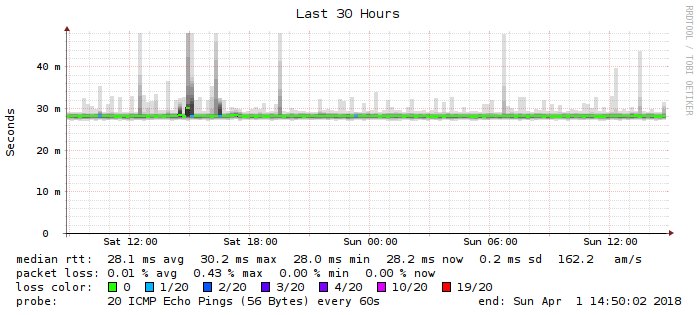 Last 30 Hours
RRDTOOL / TOBI OETIKER
Seconds
40 m
30 m
20 m
10 m
0
Sat 12:00 Sat 18:00 Sun 00:00 Sun 06:00 Sun 12:00
median rtt: 28.1 ms avg 30.2 ms max 28.0 ms min 28.2 ms now 0.2 ms sd 162.2 am/s
packet loss: 0.01 % avg 0.43 % max 0.00 % min 0.00 % now
loss color: 0 1/20 2/20 3/20 4/20 10/20 19/20
probe: 20 ICMP Echo Pings (56 Bytes) every 60s end: Sun Apr 1 14:50:02 2018